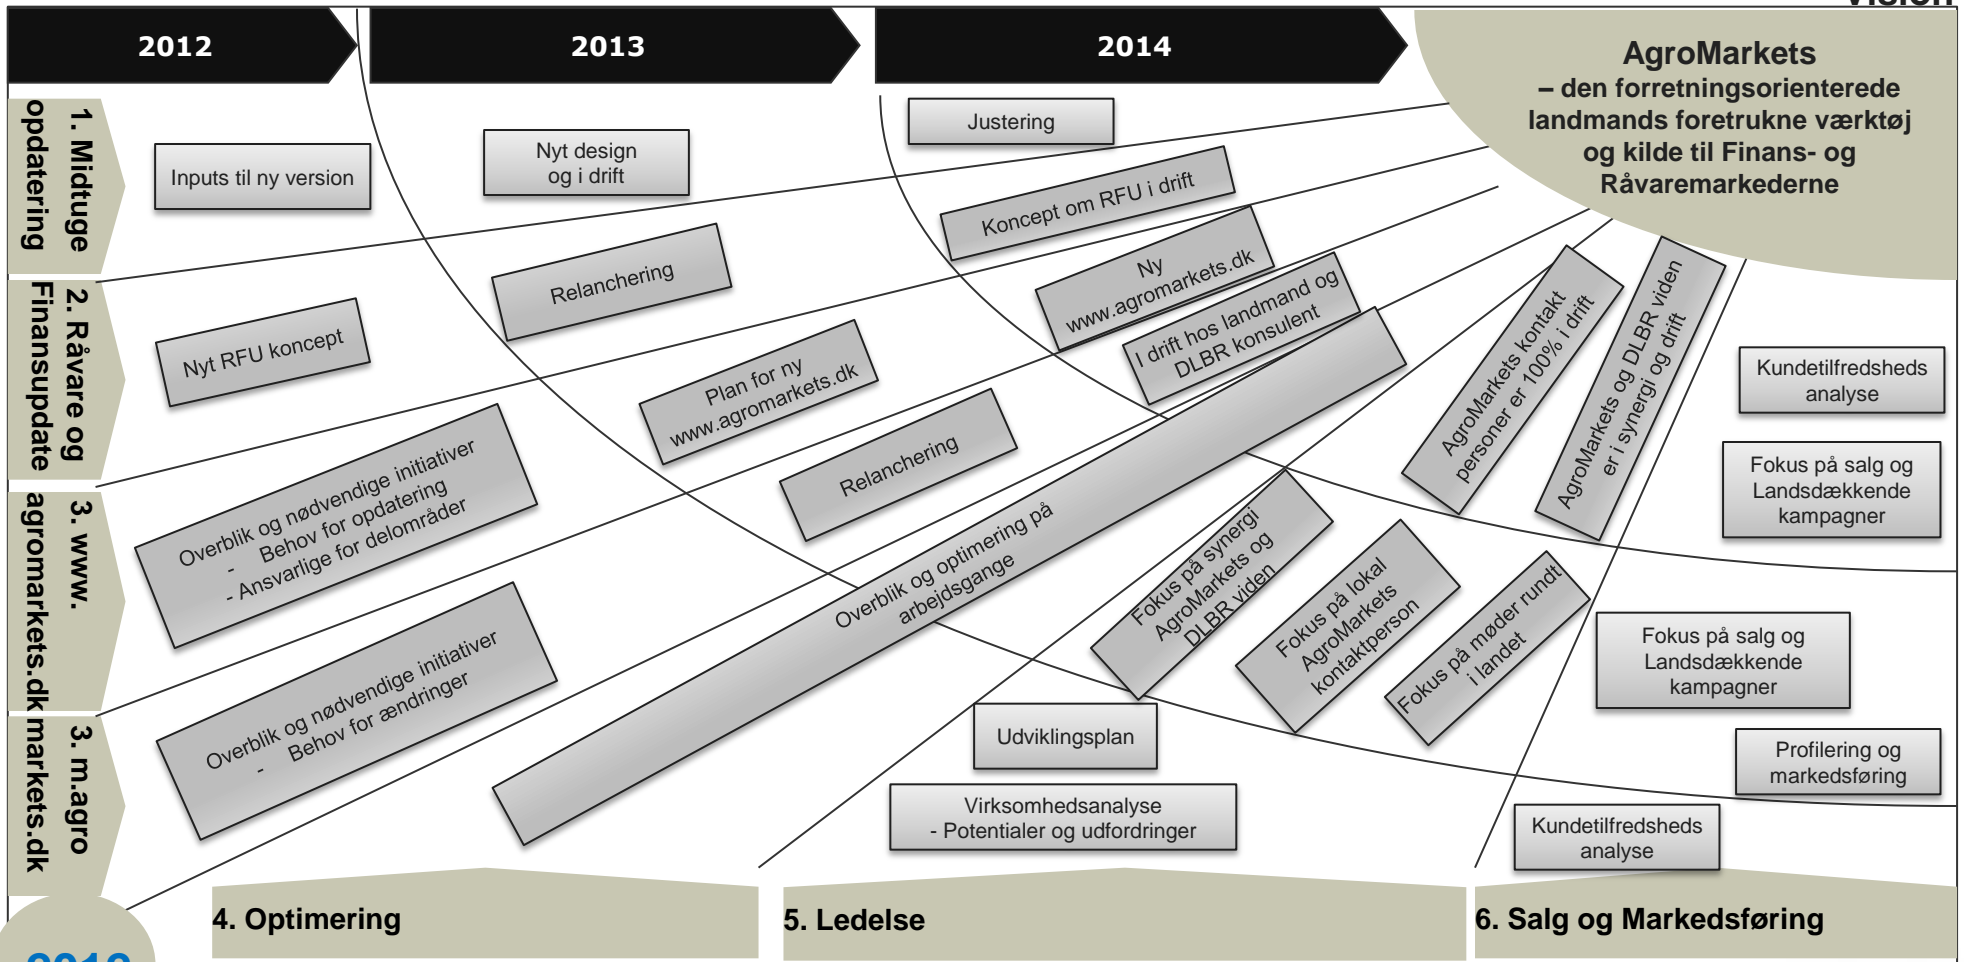 Vision
2012
2013
2014
AgroMarkets
– den forretningsorienterede
landmands foretrukne værktøj
og kilde til Finans- og
Råvaremarkederne
1. Midtuge
opdatering
Inputs til ny version
Nyt design
og i drift
Justering
2. Råvare og
Finansupdate
Nyt RFU koncept
Relanchering
Koncept om RFU i drift
3. www.
agromarkets.dk
Overblik og nødvendige initiativer
- Behov for opdatering
- Ansvarlige for delområder
Plan for ny
www.agromarkets.dk
Ny
www.agromarkets.dk
3. m.agro
markets.dk
Overblik og nødvendige initiativer
- Behov for ændringer
Relanchering
I drift hos landmand og
DLBR konsulent
Overblik og optimering på
arbejdsgange
AgroMarkets kontakt
personer er 100% i drift
AgroMarkets og DLBR viden
er i synergi og drift
Fokus på synergi
AgroMarkets og
DLBR viden
Fokus på lokal
AgroMarkets
kontaktperson
Fokus på møder rundt
i landet
Udviklingsplan
Virksomhedsanalyse
- Potentialer og udfordringer
Kundetilfredsheds
analyse
Fokus på salg og
Landsdækkende
kampagner
Fokus på salg og
Landsdækkende
kampagner
Profilering og
markedsføring
Kundetilfredsheds
analyse
4. Optimering
5. Ledelse
6. Salg og Markedsføring
2012